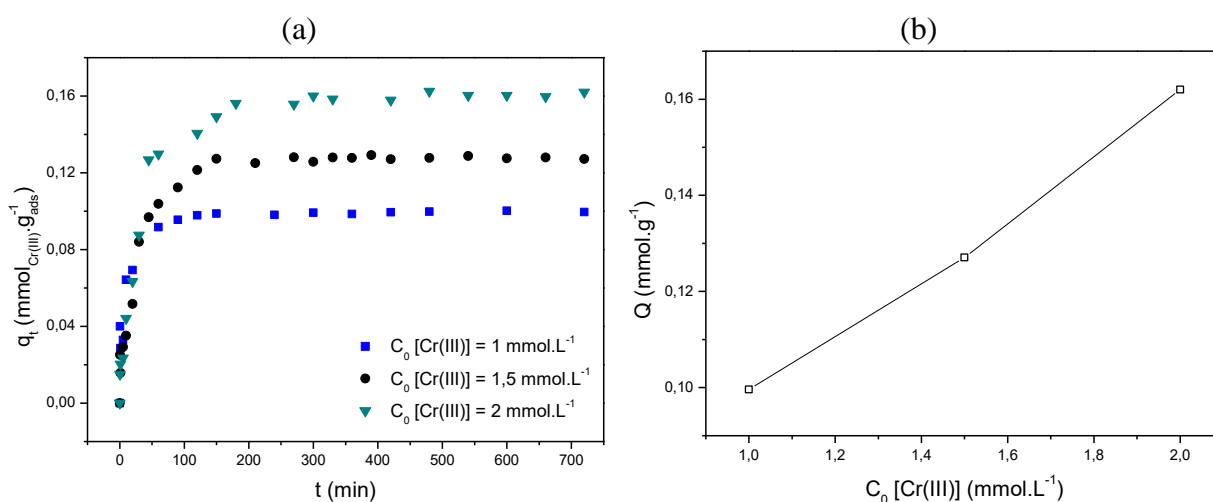 (a)
(b)
0,16
0,12
0,08
0,04
0,00
q_t (mmol_Cr(III).g^-1_ads)
C_0 [Cr(III)] = 1 mmol.L^-1
C_0 [Cr(III)] = 1,5 mmol.L^-1
C_0 [Cr(III)] = 2 mmol.L^-1
0 100 200 300 400 500 600 700
t (min)
0,16
0,14
0,12
0,10
Q (mmol.g^-1)
1,0 1,2 1,4 1,6 1,8 2,0
C_0 [Cr(III)] (mmol.L^-1)